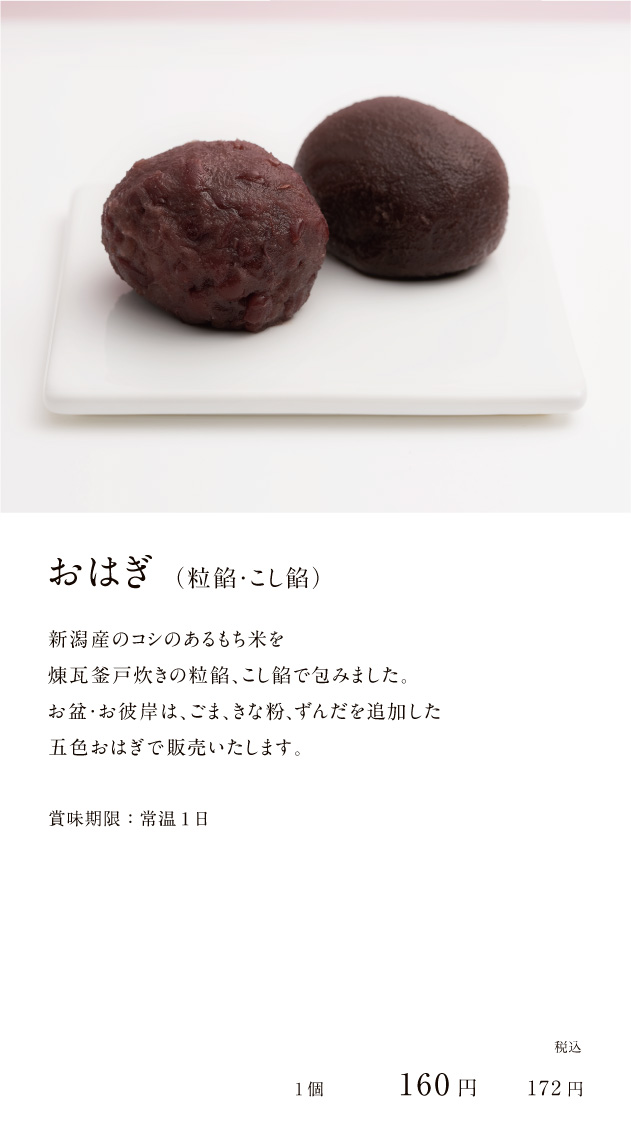 おはぎ（粒餡・こし餡）
新潟産のコシのあるもち米を
煉瓦釜戸炊きの粒餡、こし餡で包みました。
お盆・お彼岸は、ごま、きな粉、ずんだを追加した
五色おはぎで販売いたします。
賞味期限：常温1日
税込
1個 160円 172円